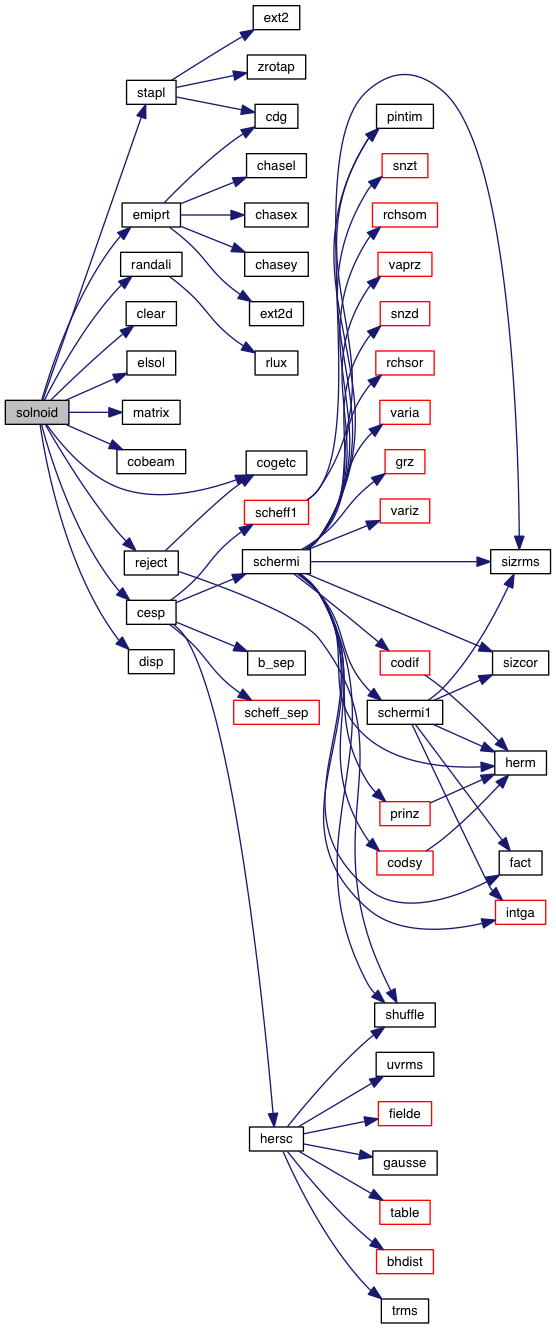 ext2
zrotap
stapl
cdg
pintim
chasel
snzt
emiprt
chasex
rchsom
randali
chasey
vaprz
clear
ext2d
snzd
elsol
rlux
rchsor
solnoid
matrix
varia
cobeam
cogetc
grz
scheff1
variz
reject
schermi
sizrms
cesp
disp
b_sep
codif
sizcor
scheff_sep
schermi1
herm
prinz
codsy
fact
intga
shuffle
uvrms
fielde
hersc
gausse
table
bhdist
trms